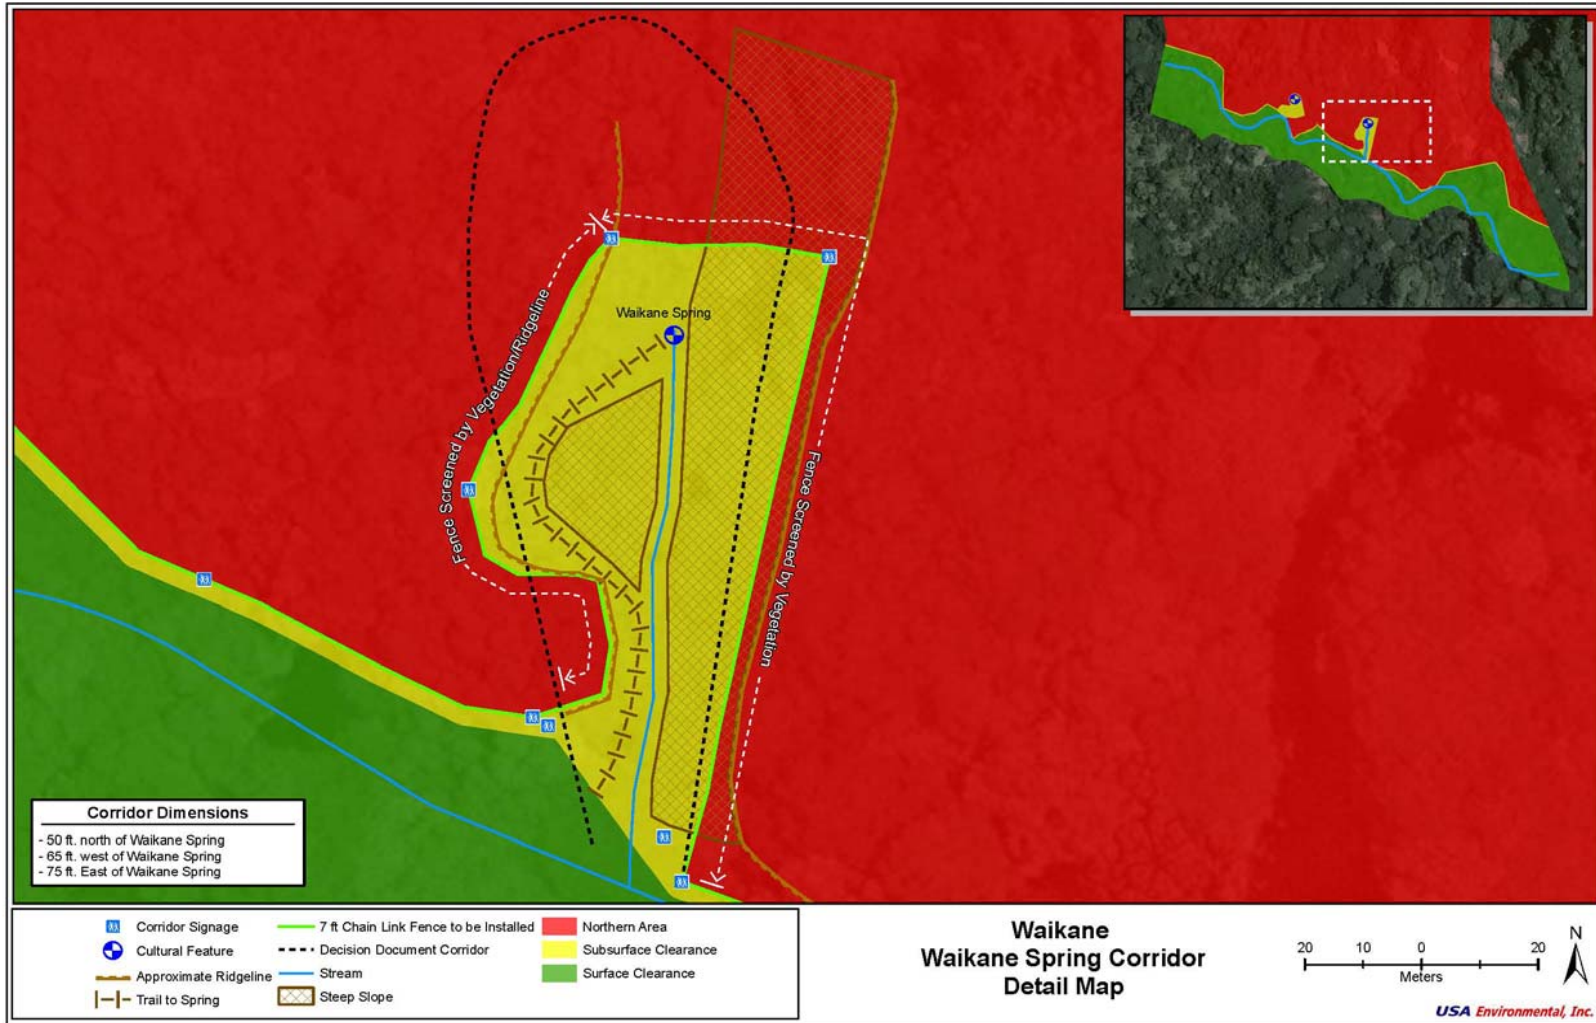 Waikane Spring
Fence Screened by Vegetation/Ridgeline
Fence Screened by Vegetation
Corridor Dimensions
- 50 ft. north of Waikane Spring
- 65 ft. west of Waikane Spring
- 75 ft. East of Waikane Spring
Corridor Signage
Cultural Feature
Approximate Ridgeline
Trail to Spring
7 ft Chain Link Fence to be Installed
Decision Document Corridor
Stream
Steep Slope
Northern Area
Subsurface Clearance
Surface Clearance
Waikane
Waikane Spring Corridor
Detail Map
20 10 0 20
Meters
N
USA Environmental, Inc.